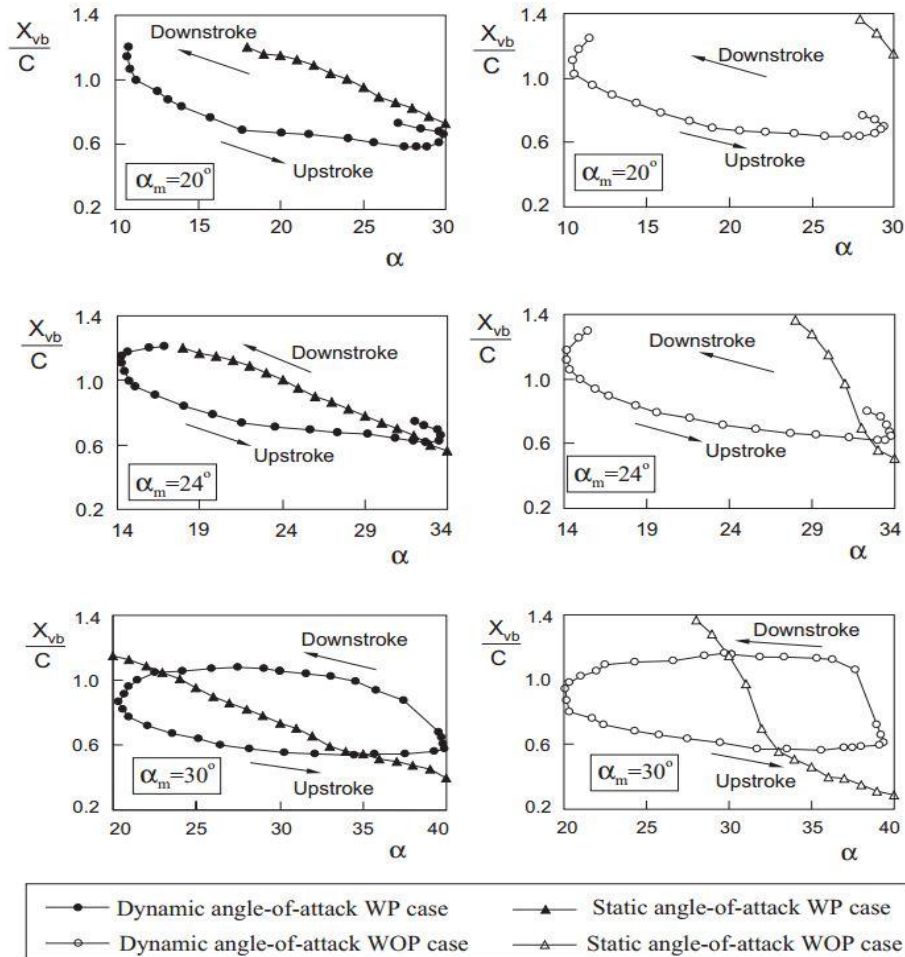 X_vb/C
1.4
1.0
0.6
0.2
Downstroke
Upstroke
α_m=20°
10 15 20 25 30
α
X_vb/C
1.4
1.0
0.6
0.2
Downstroke
Upstroke
α_m=20°
10 15 20 25 30
α
X_vb/C
1.4
1.0
0.6
0.2
Downstroke
Upstroke
α_m=24°
14 19 24 29 34
α
X_vb/C
1.4
1.0
0.6
0.2
Downstroke
Upstroke
α_m=24°
14 19 24 29 34
α
X_vb/C
1.4
1.0
0.6
0.2
Downstroke
Upstroke
α_m=30°
20 25 30 35 40
α
X_vb/C
1.4
1.0
0.6
0.2
Downstroke
Upstroke
α_m=30°
20 25 30 35 40
α
Dynamic angle-of-attack WP case
Static angle-of-attack WP case
Dynamic angle-of-attack WOP case
Static angle-of-attack WOP case